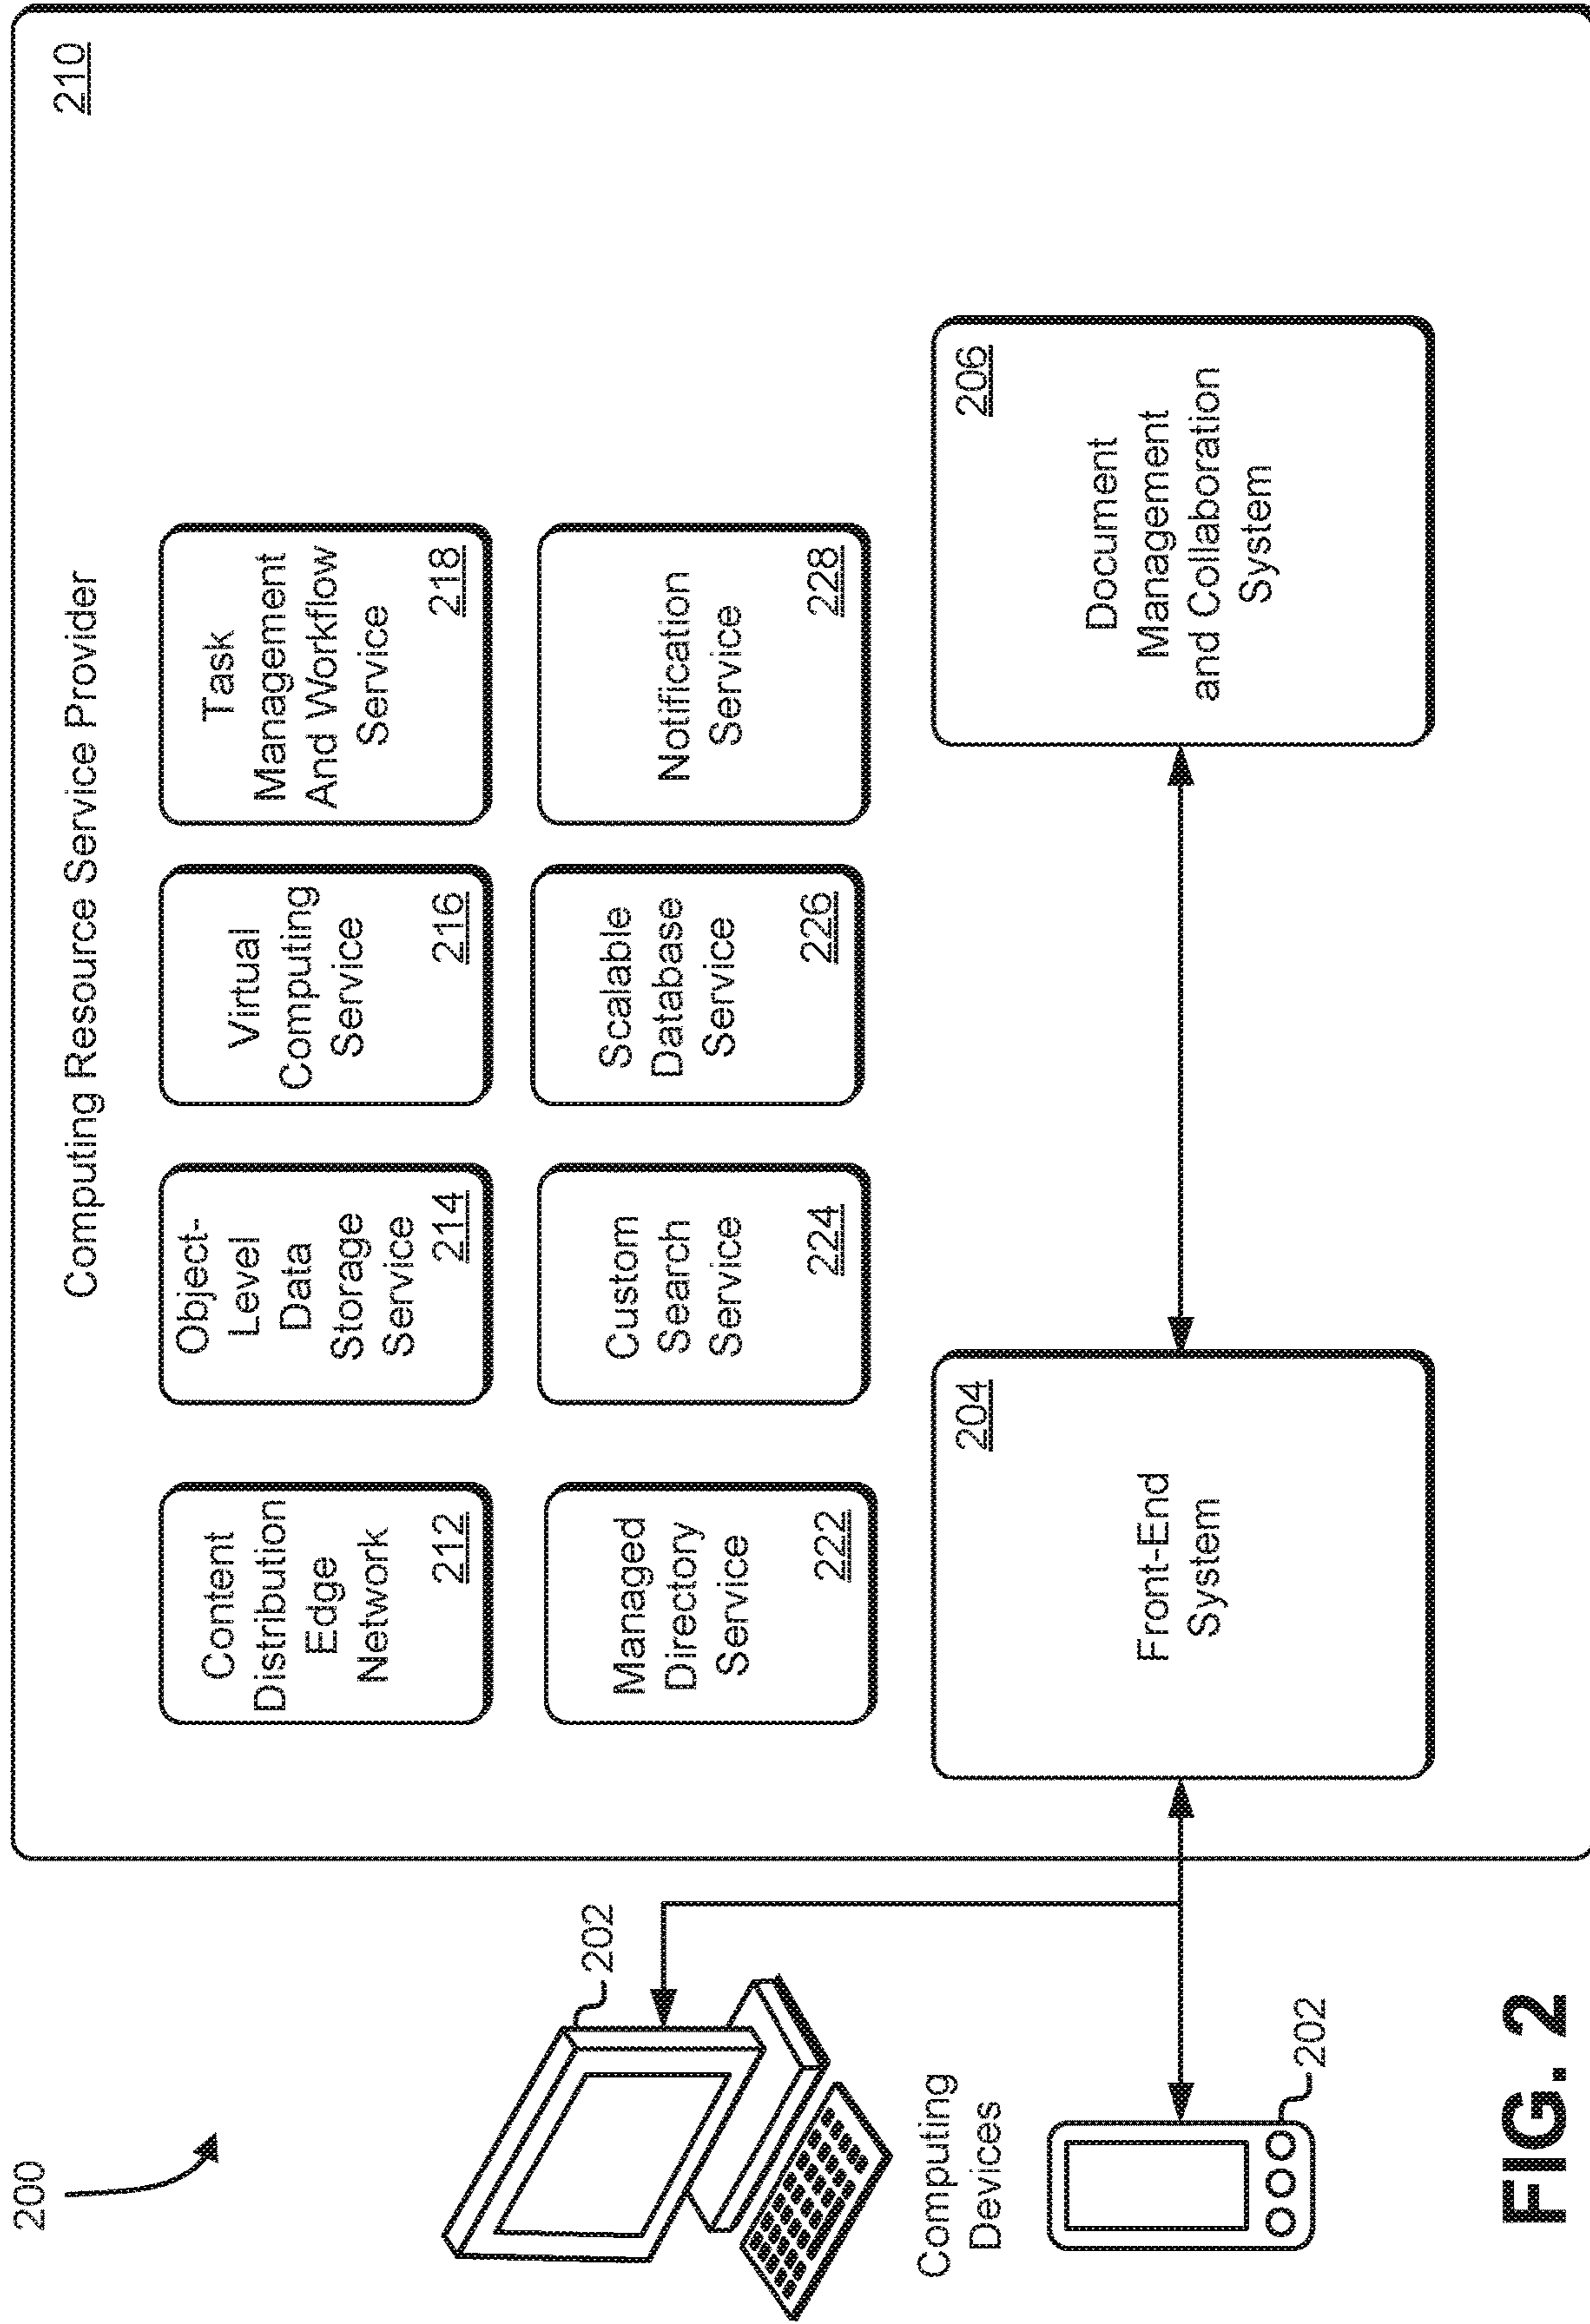 200
Computing Resource Service Provider
210
Content
Distribution
Edge
Network
212
Object-
Level
Data
Storage
Service
214
Virtual
Computing
Service
216
Task
Management
And Workflow
Service
218
Managed
Directory
Service
222
Custom
Search
Service
224
Scalable
Database
Service
226
Notification
Service
228
202
Computing
Devices
202
204
Front-End
System
206
Document
Management
and Collaboration
System
FIG. 2